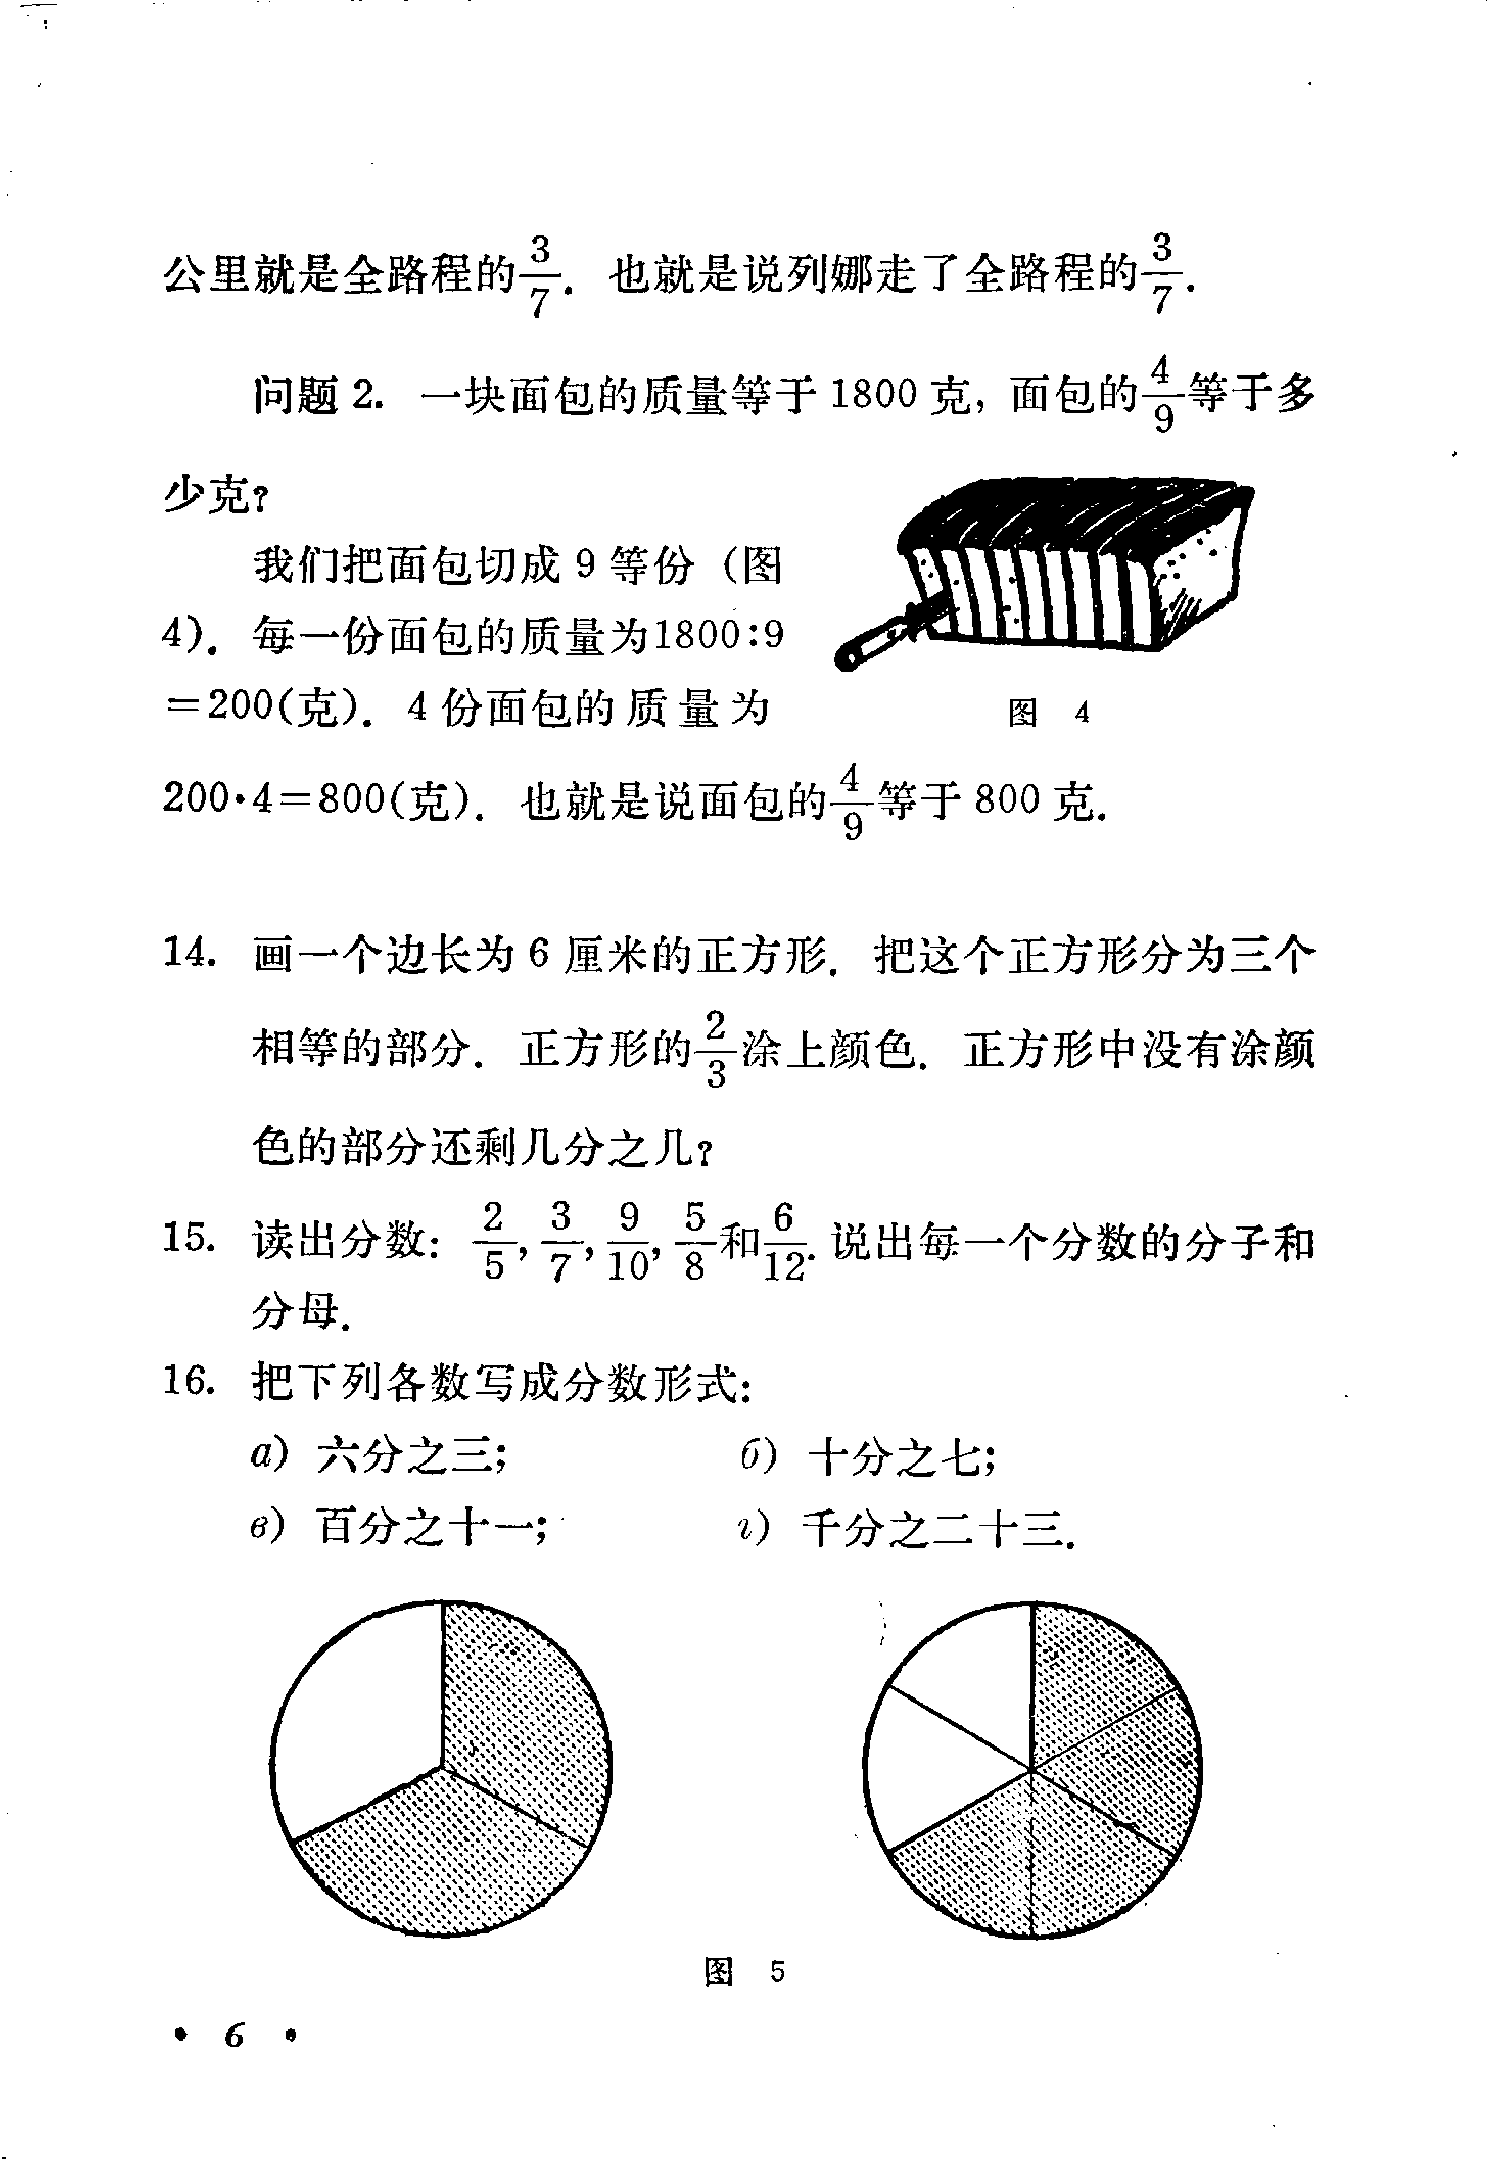 公里就是全路程的3/7. 也就是说列娜走了全路程的3/7.
问题 2. 一块面包的质量等于 1800 克, 面包的4/9等于多
少克?
我们把面包切成 9 等份 (图
4). 每一份面包的质量为1800:9
=200(克). 4 份面包的质量为
图 4
200·4=800(克). 也就是说面包的4/9等于 800 克.
14. 画一个边长为 6 厘米的正方形. 把这个正方形分为三个
相等的部分. 正方形的2/3涂上颜色. 正方形中没有涂颜
色的部分还剩几分之几?
15. 读出分数: 2/5, 3/7, 9/10, 5/8和6/12. 说出每一个分数的分子和
分母.
16. 把下列各数写成分数形式:
а) 六分之三; б) 十分之七;
в) 百分之十一; г) 千分之二十三.
图 5
· 6 ·